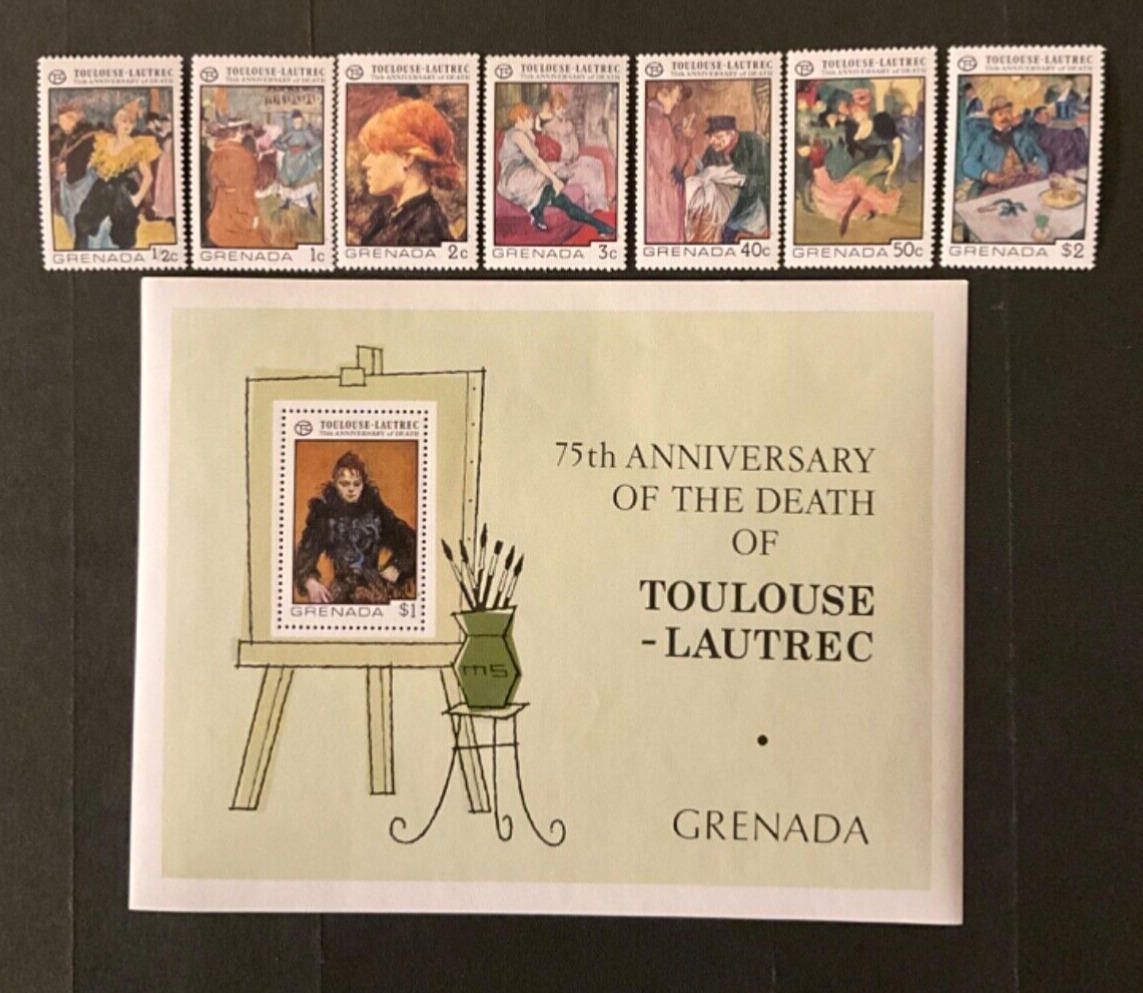 TOULOUSE-LAUTREC
75th ANNIVERSARY of DEATH
GRENADA 1/2c
TOULOUSE-LAUTREC
75th ANNIVERSARY of DEATH
GRENADA 1c
TOULOUSE-LAUTREC
75th ANNIVERSARY of DEATH
GRENADA 2c
TOULOUSE-LAUTREC
75th ANNIVERSARY of DEATH
GRENADA 3c
TOULOUSE-LAUTREC
75th ANNIVERSARY of DEATH
GRENADA 40c
TOULOUSE-LAUTREC
75th ANNIVERSARY of DEATH
GRENADA 50c
TOULOUSE-LAUTREC
75th ANNIVERSARY of DEATH
GRENADA $2
TOULOUSE-LAUTREC
75th ANNIVERSARY of DEATH
GRENADA $1
ms
75th ANNIVERSARY
OF THE DEATH
OF
TOULOUSE
-LAUTREC
•
GRENADA